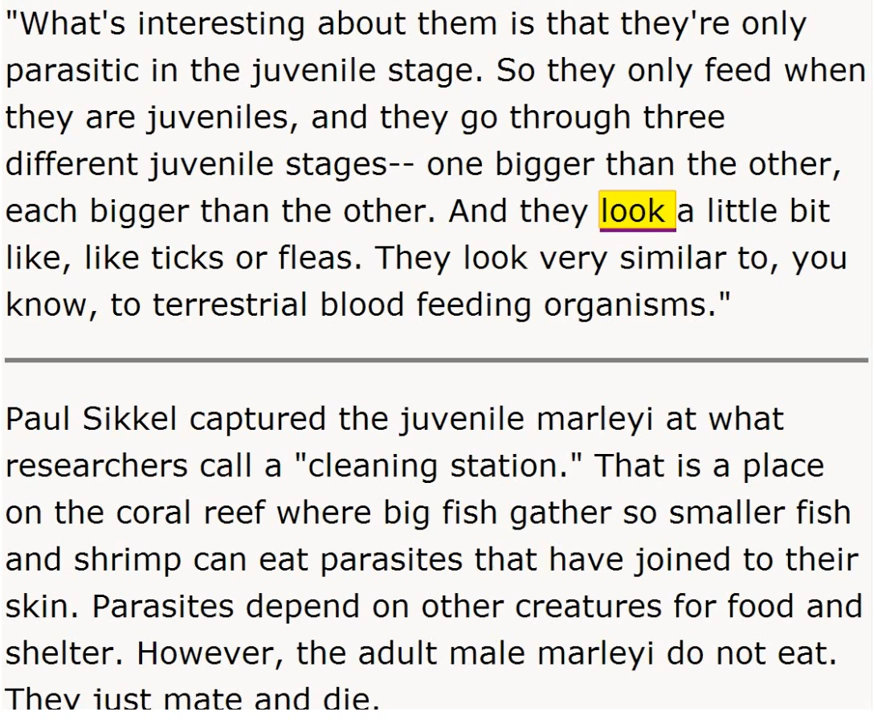 "What's interesting about them is that they're only
parasitic in the juvenile stage. So they only feed when
they are juveniles, and they go through three
different juvenile stages-- one bigger than the other,
each bigger than the other. And they look a little bit
like, like ticks or fleas. They look very similar to, you
know, to terrestrial blood feeding organisms."
Paul Sikkel captured the juvenile marleyi at what
researchers call a "cleaning station." That is a place
on the coral reef where big fish gather so smaller fish
and shrimp can eat parasites that have joined to their
skin. Parasites depend on other creatures for food and
shelter. However, the adult male marleyi do not eat.
They just mate and die.